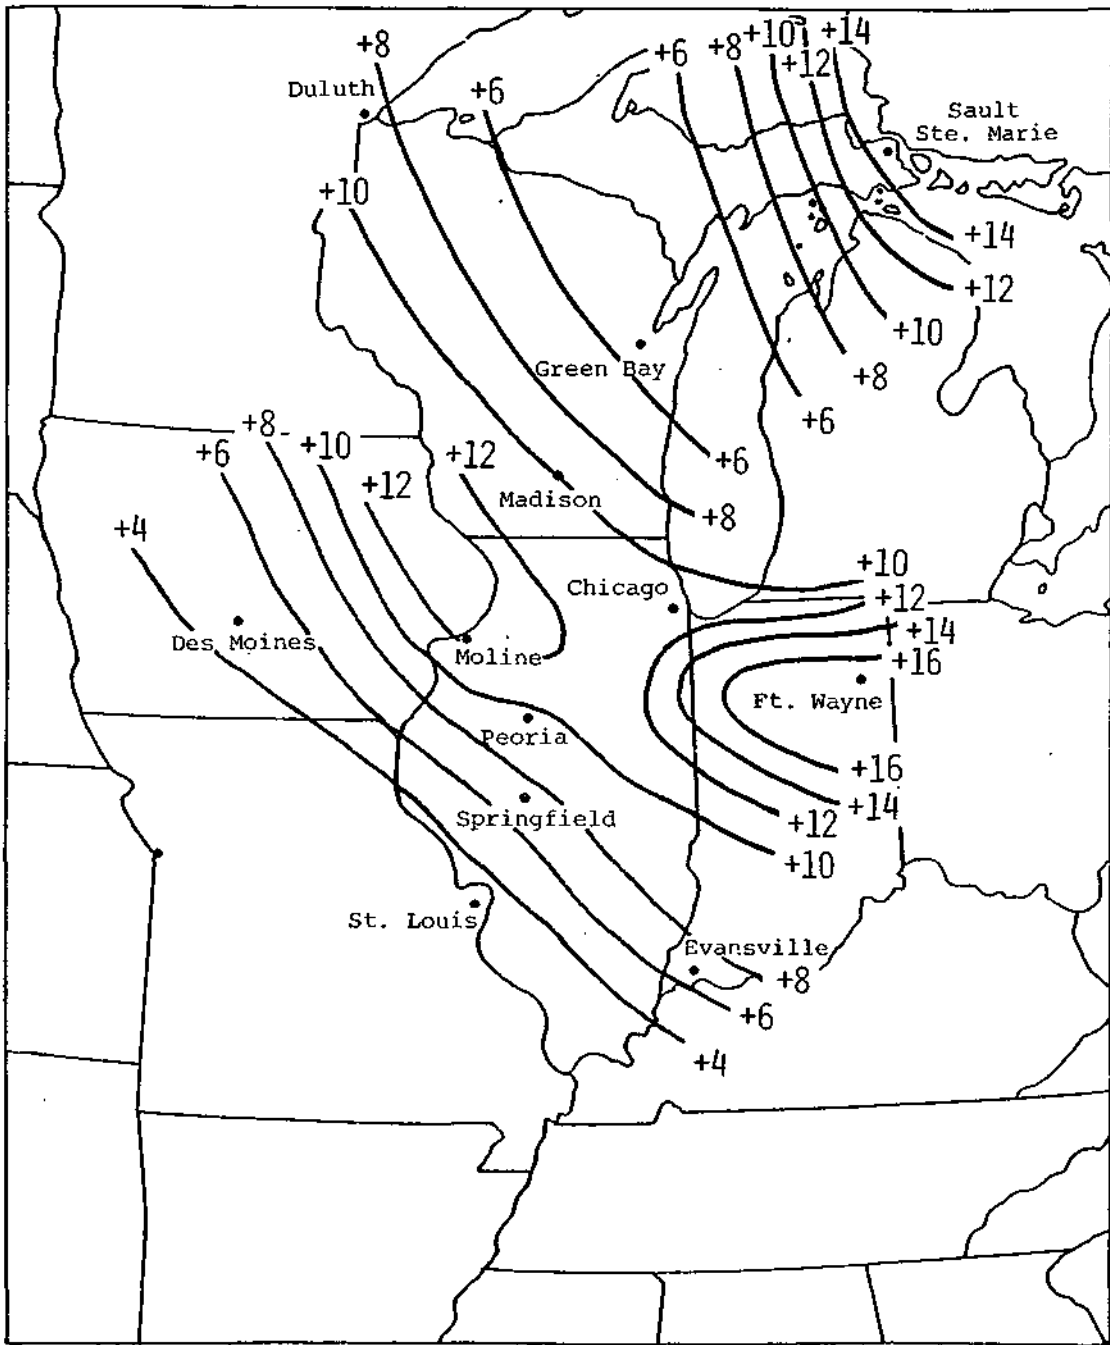 +8
+6
+6
+8
+10
+12
+14
Duluth
Sault
Ste. Marie
+10
+14
+12
+10
Green Bay
+8
+6
+8
+6
+10
+12
+12
+6
Madison
+8
+4
+10
Chicago
+12
+14
Des Moines
Moline
+16
Ft. Wayne
Peoria
+16
+14
Springfield
+12
+10
St. Louis
Evansville
+8
+6
+4